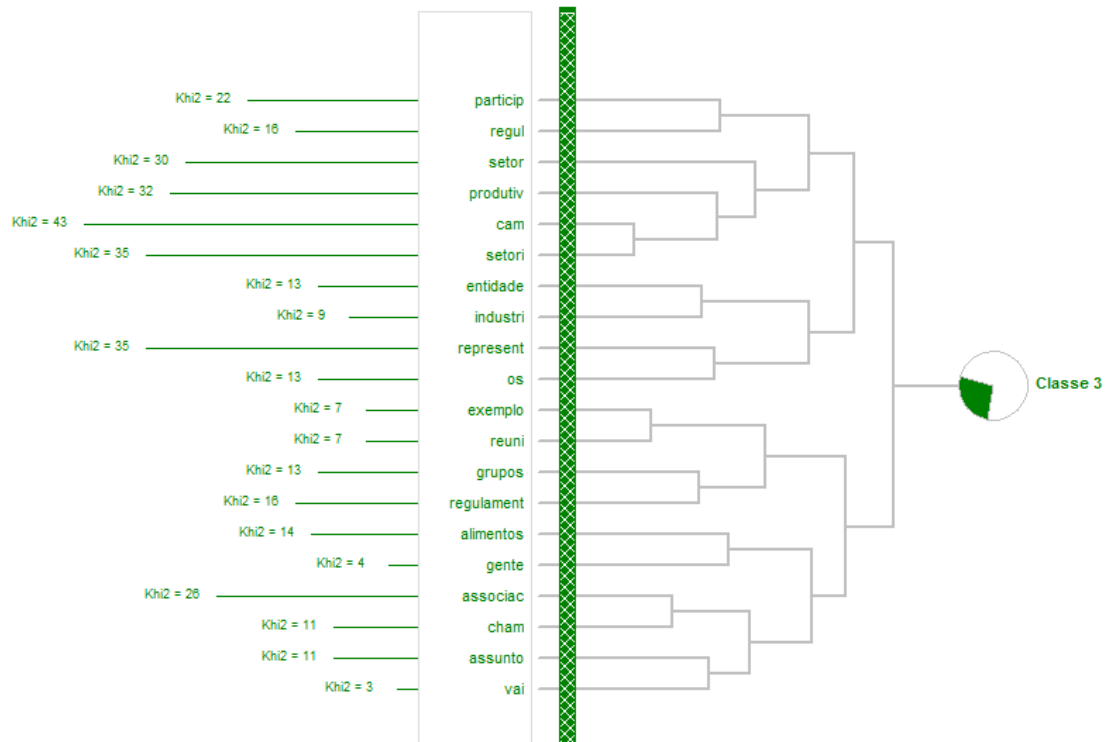 Khi2 = 22 particip
Khi2 = 16 regul
Khi2 = 30 setor
Khi2 = 32 produtiv
Khi2 = 43 cam
Khi2 = 35 setori
Khi2 = 13 entidade
Khi2 = 9 industri
Khi2 = 35 represent
Khi2 = 13 os
Khi2 = 7 exemplo
Khi2 = 7 reuni
Khi2 = 13 grupos
Khi2 = 16 regulament
Khi2 = 14 alimentos
Khi2 = 4 gente
Khi2 = 26 associac
Khi2 = 11 cham
Khi2 = 11 assunto
Khi2 = 3 vai
Classe 3